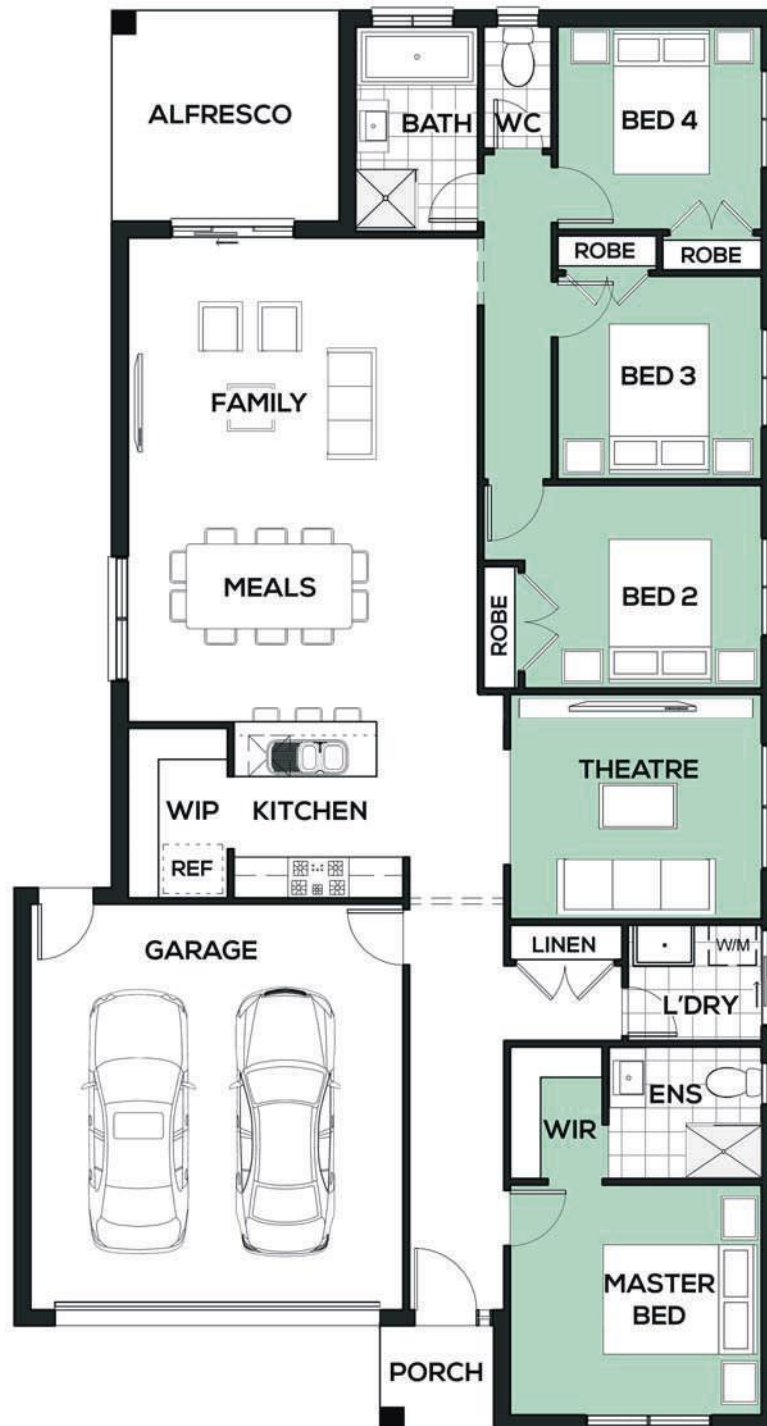 ALFRESCO
BATH
WC
BED 4
ROBE
ROBE
BED 3
FAMILY
MEALS
BED 2
ROBE
THEATRE
WIP
KITCHEN
REF
GARAGE
LINEN
W/M
L'DRY
ENS
WIR
MASTER
BED
PORCH